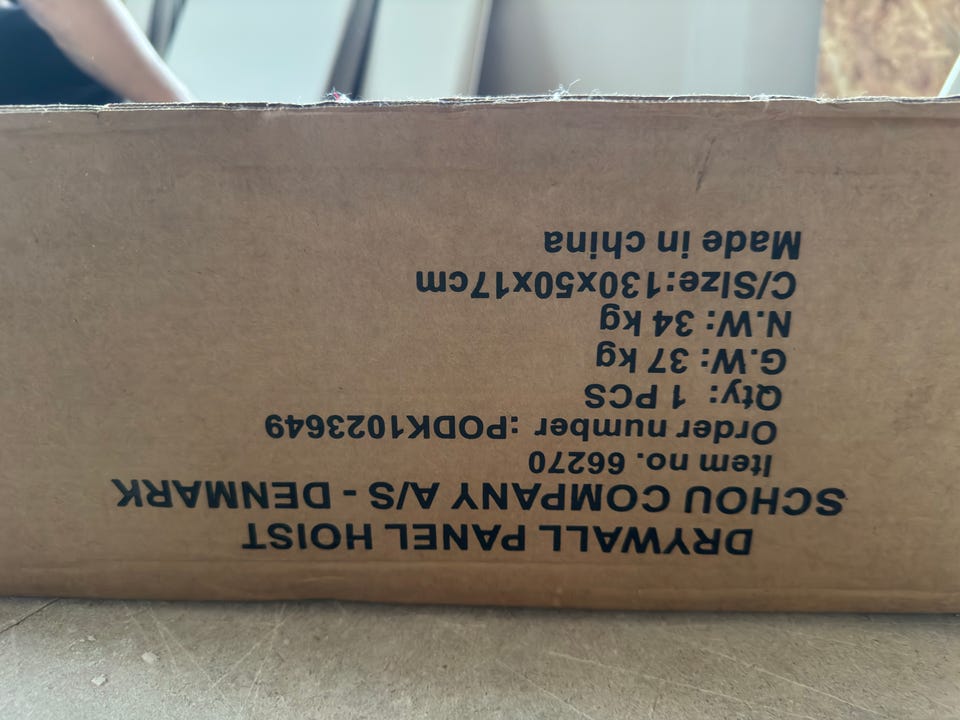 DRYWALL PANEL HOIST
SCHOU COMPANY A/S - DENMARK
Item no. 66270
Order number :PODK1023649
Qty: 1 PCS
G.W: 37 kg
N.W: 34 kg
C/SIze:130x50x17cm
Made in china